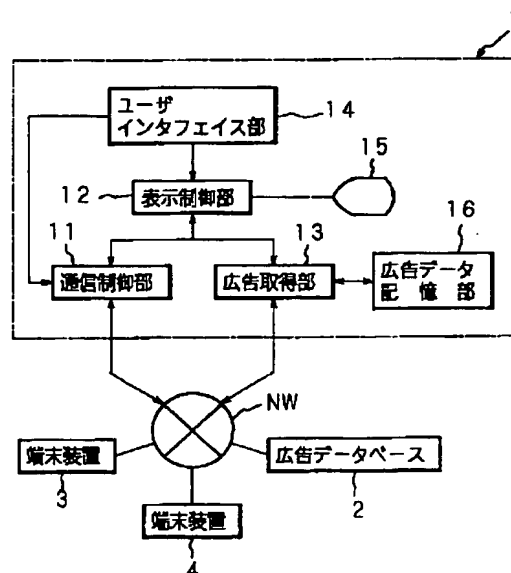 ユーザ
インタフェイス部
14
15
12
表示制御部
11
13
16
通信制御部
広告取得部
広告データ
記憶部
NW
端末装置
広告データベース
3
2
端末装置
4